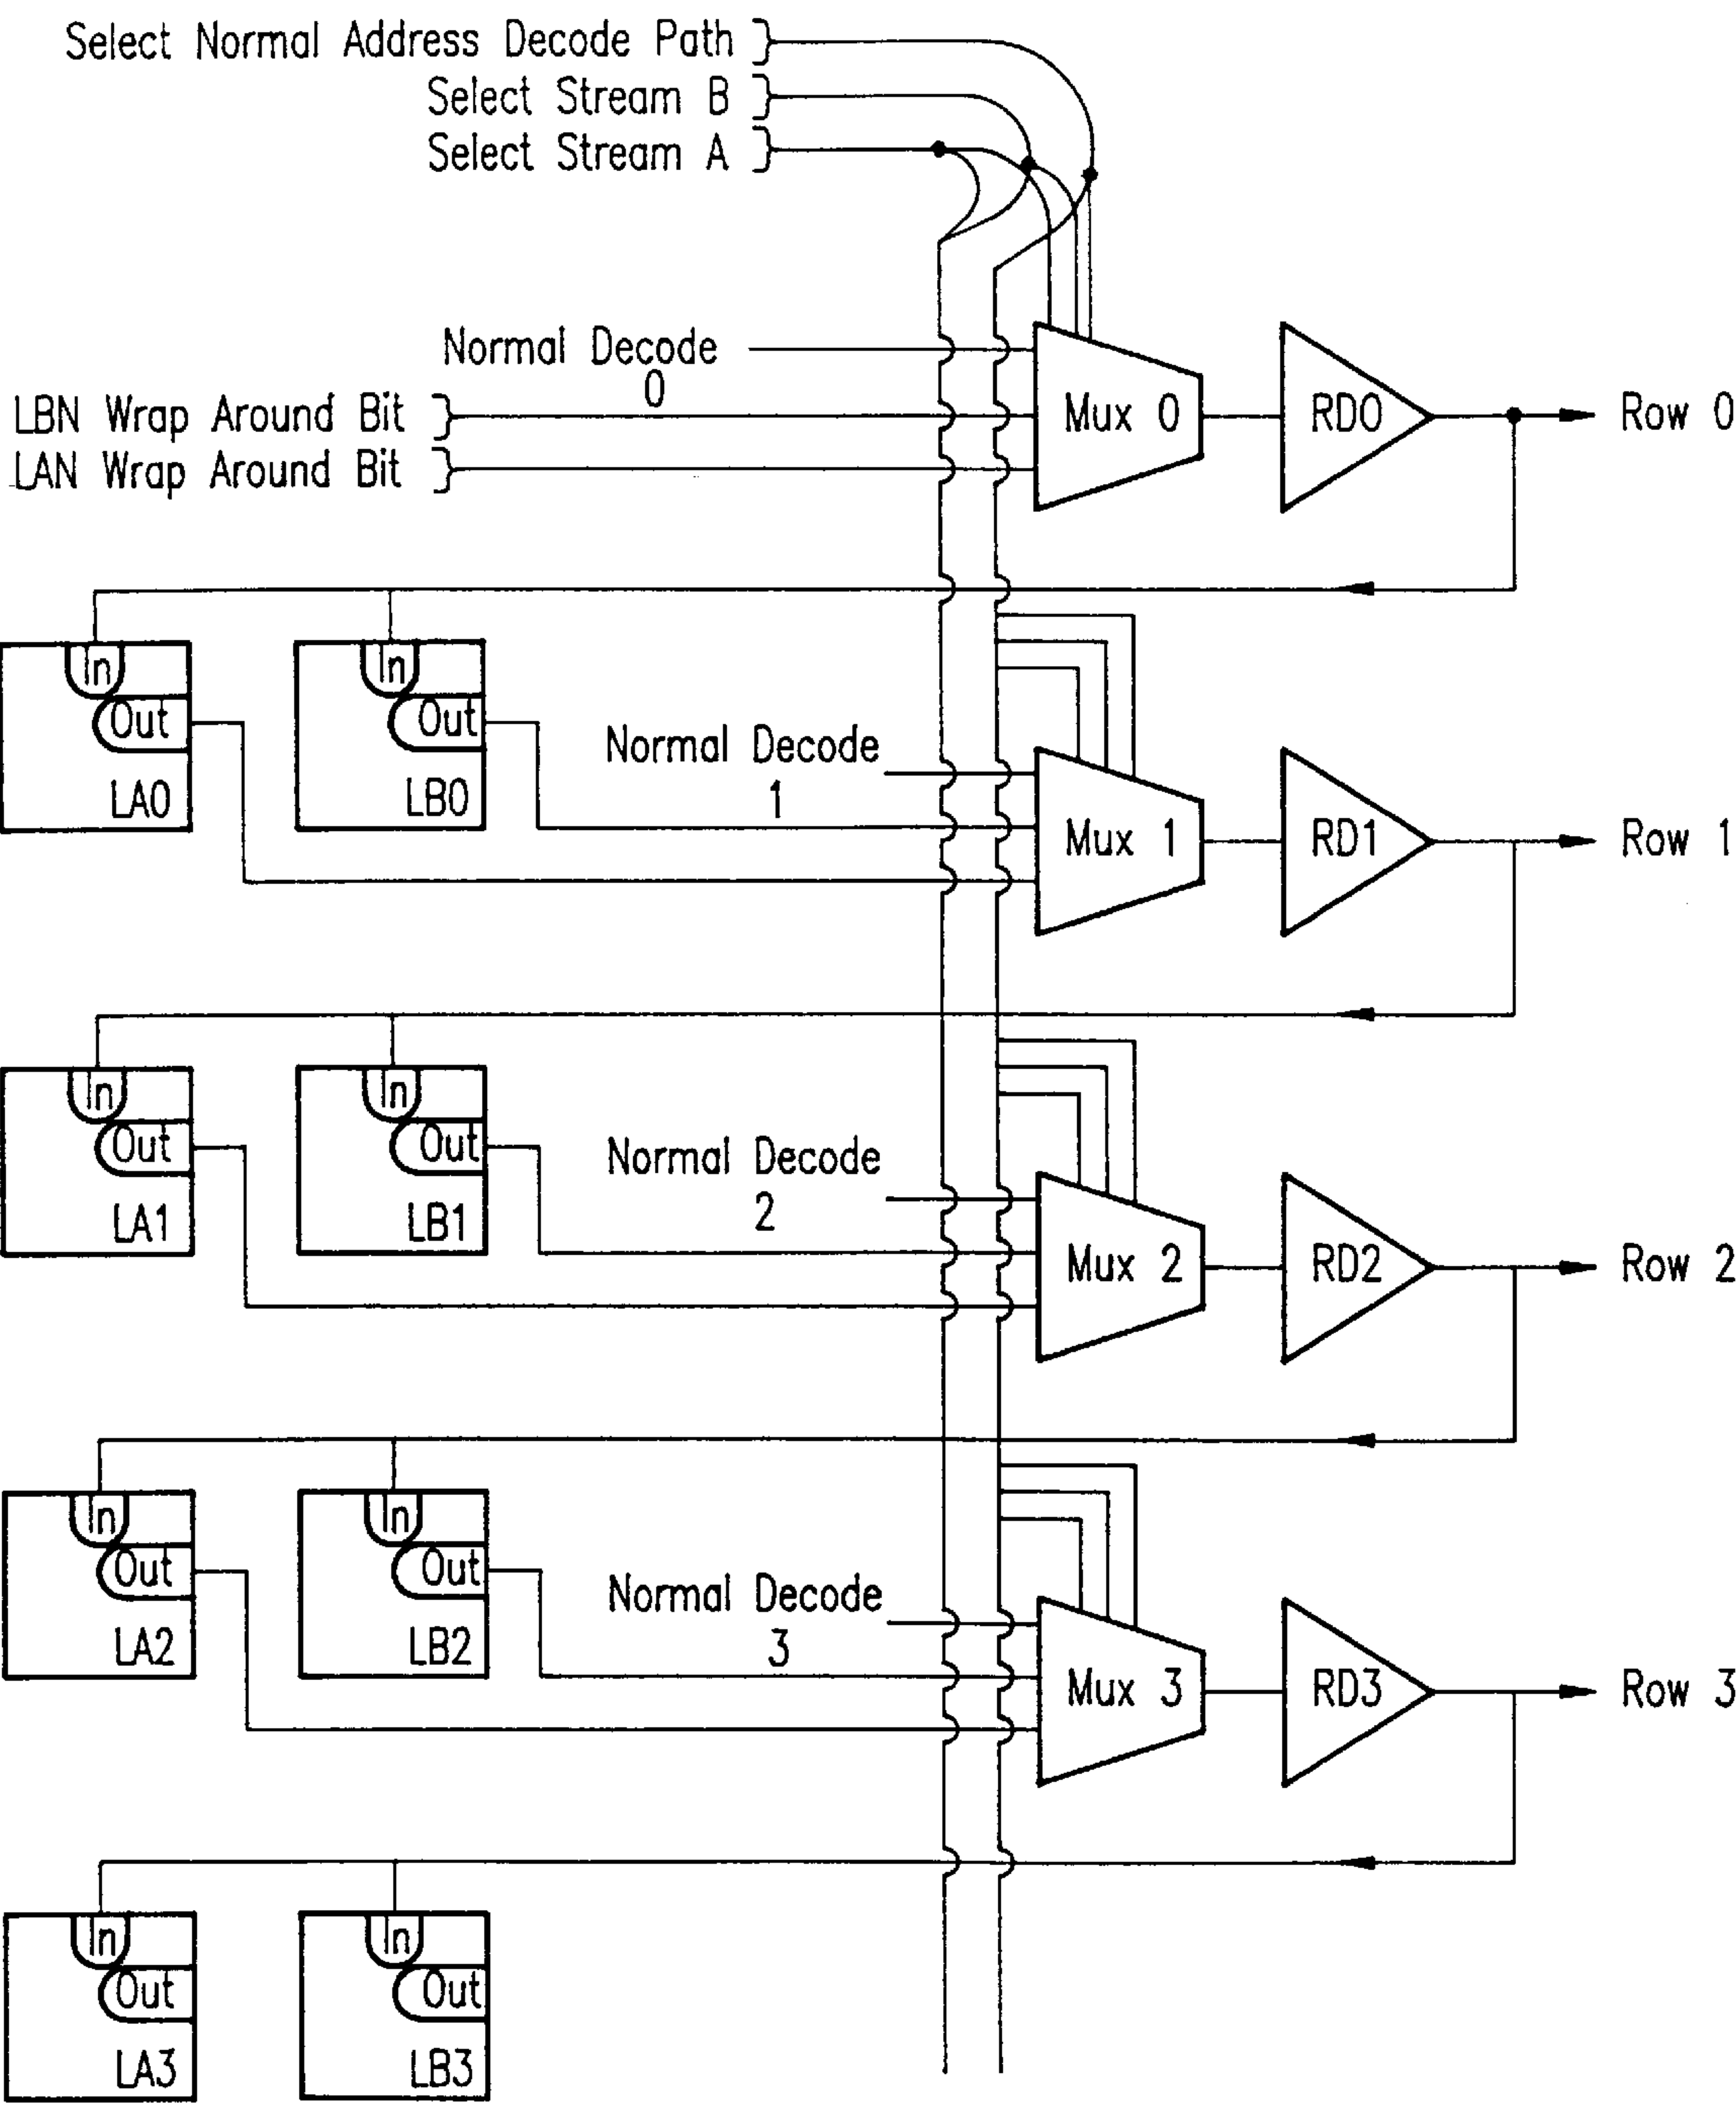 Select Normal Address Decode Path
Select Stream B
Select Stream A
Normal Decode
0
LBN Wrap Around Bit
LAN Wrap Around Bit
Mux 0
RD0
Row 0
In
Out
LA0
In
Out
LB0
Normal Decode
1
Mux 1
RD1
Row 1
In
Out
LA1
In
Out
LB1
Normal Decode
2
Mux 2
RD2
Row 2
In
Out
LA2
In
Out
LB2
Normal Decode
3
Mux 3
RD3
Row 3
In
Out
LA3
In
Out
LB3